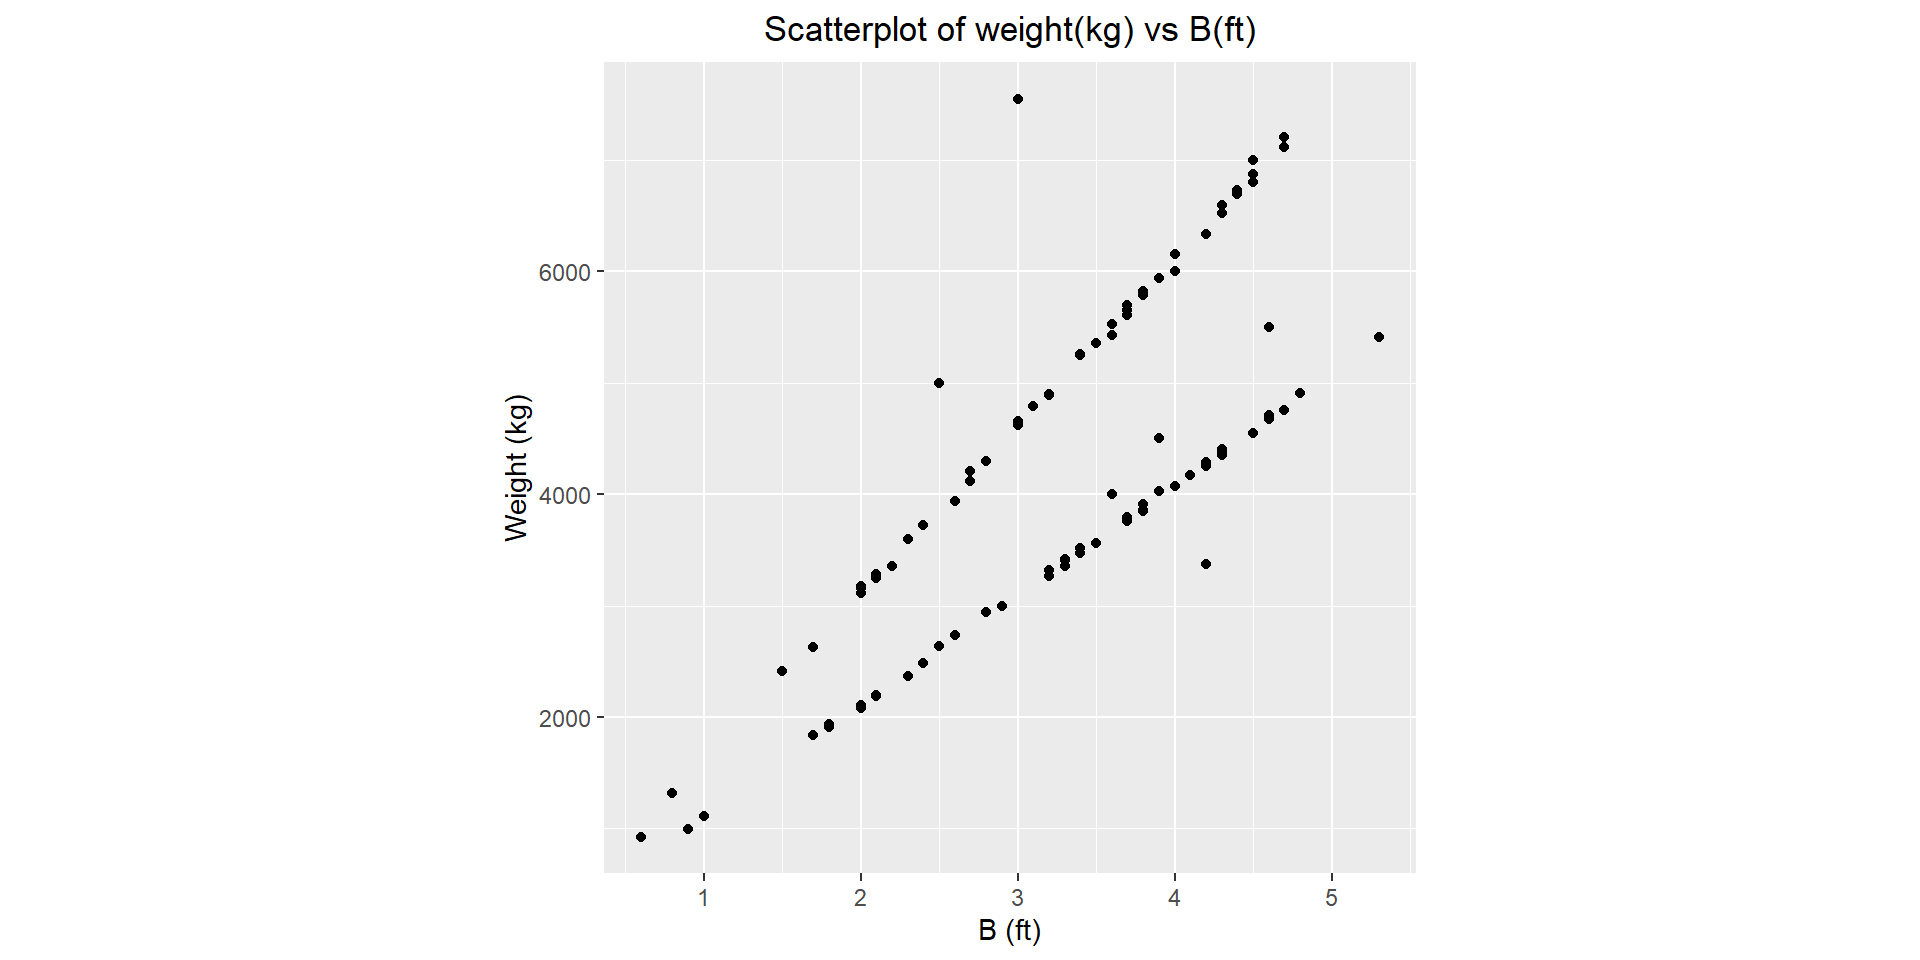 Scatterplot of weight(kg) vs B(ft)
Weight (kg)
6000
4000
2000
1 2 3 4 5
B (ft)